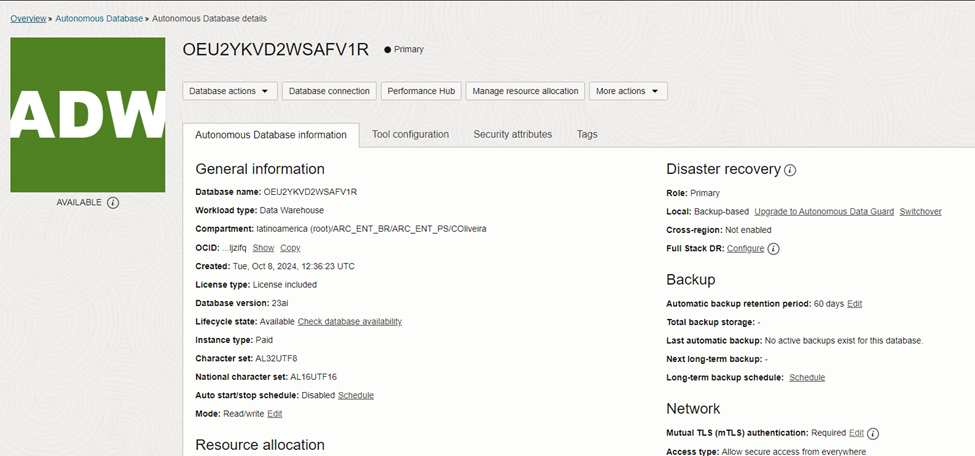 Overview » Autonomous Database » Autonomous Database details
ADW
AVAILABLE
OEU2YKVD2WSAFV1R Primary
Database actions Database connection Performance Hub Manage resource allocation More actions
Autonomous Database information Tool configuration Security attributes Tags
General information
Database name: OEU2YKVD2WSAFV1R
Workload type: Data Warehouse
Compartment: latinoamerica (root)/ARC_ENT_BR/ARC_ENT_PS/COliveira
OCID: ...ljzifq Show Copy
Created: Tue, Oct 8, 2024, 12:36:23 UTC
License type: License included
Database version: 23ai
Lifecycle state: Available Check database availability
Instance type: Paid
Character set: AL32UTF8
National character set: AL16UTF16
Auto start/stop schedule: Disabled Schedule
Mode: Read/write Edit
Resource allocation
Disaster recovery
Role: Primary
Local: Backup-based Upgrade to Autonomous Data Guard Switchover
Cross-region: Not enabled
Full Stack DR: Configure
Backup
Automatic backup retention period: 60 days Edit
Total backup storage: -
Last automatic backup: No active backups exist for this database.
Next long-term backup: -
Long-term backup schedule: Schedule
Network
Mutual TLS (mTLS) authentication: Required Edit
Access type: Allow secure access from everywhere